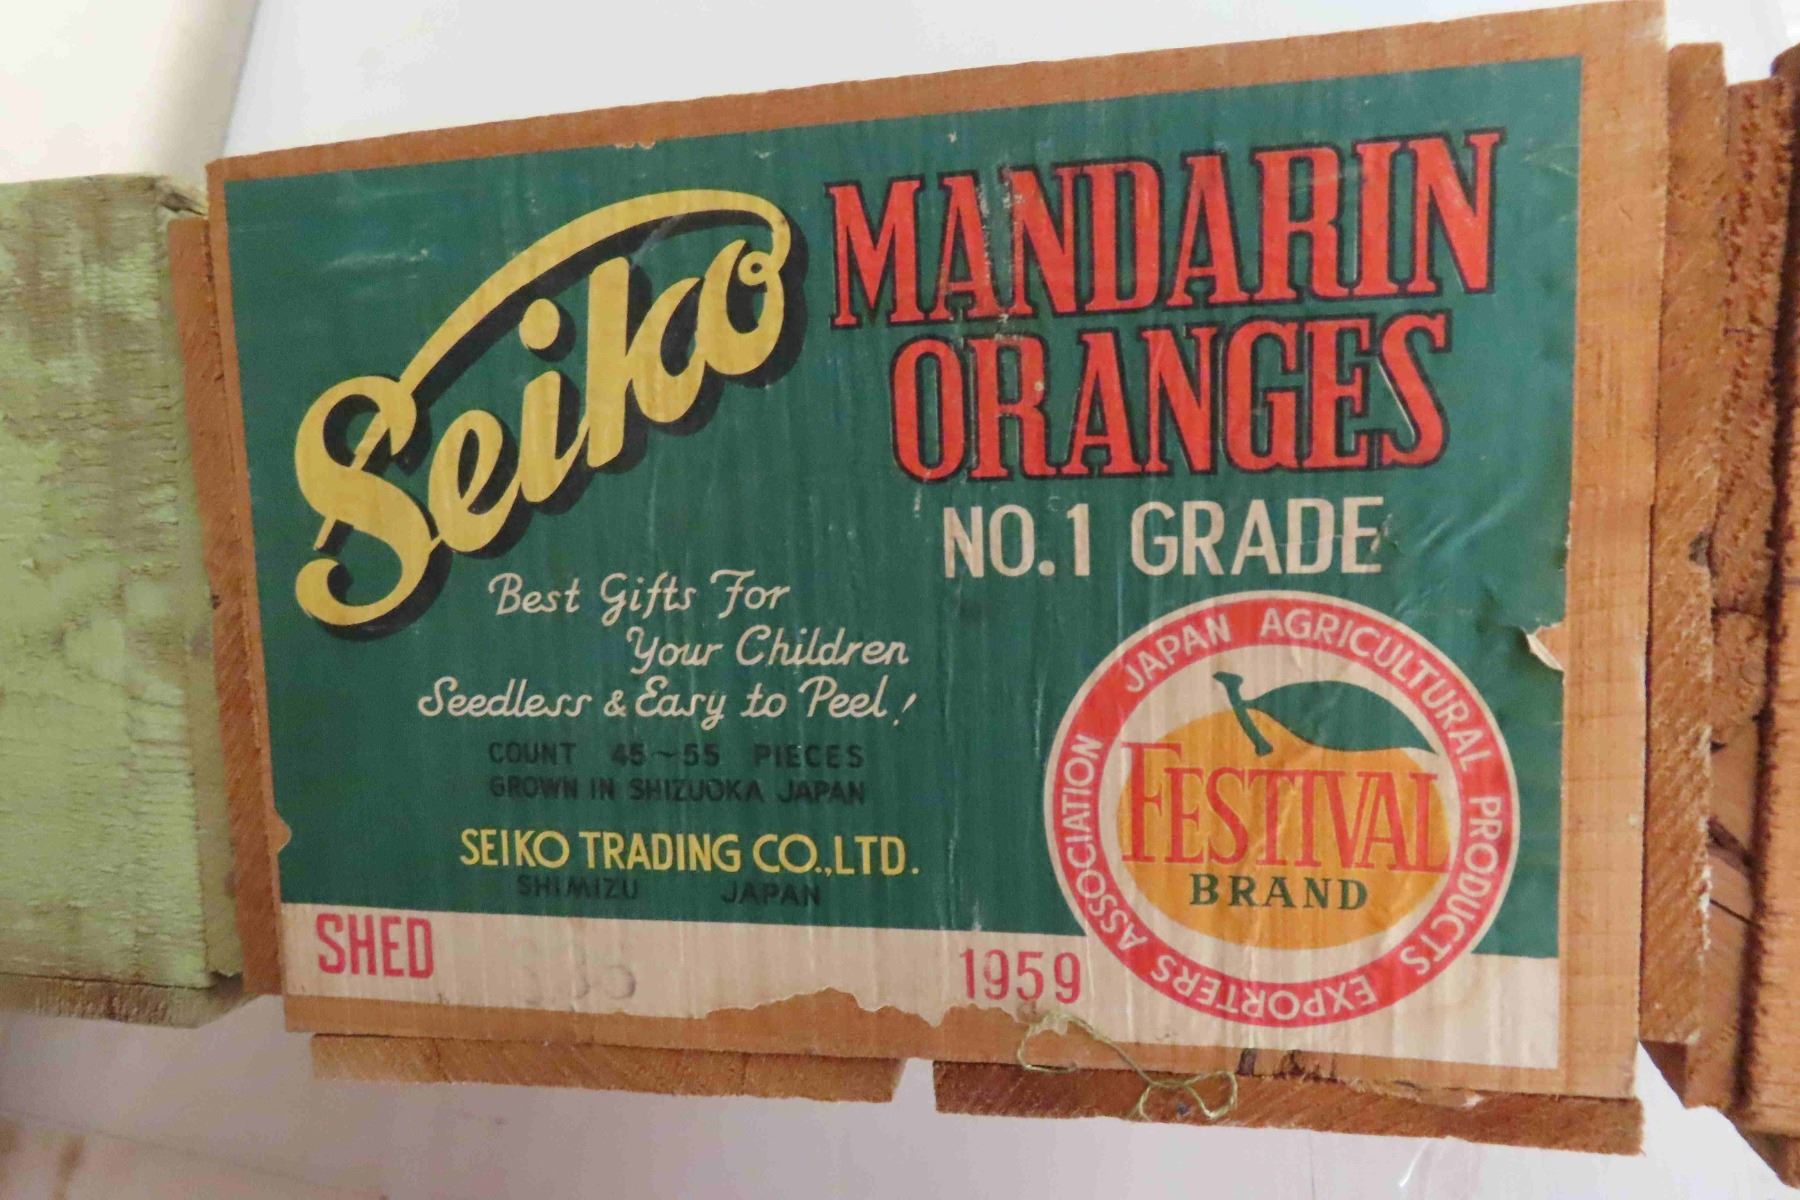 Seiko
MANDARIN
ORANGES
NO.1 GRADE
Best Gifts For
Your Children
Seedless & Easy to Peel!
COUNT 45~55 PIECES
GROWN IN SHIZUOKA JAPAN
SEIKO TRADING CO.,LTD.
SHIMIZU JAPAN
JAPAN AGRICULTURAL PRODUCTS EXPORTERS ASSOCIATION
FESTIVAL
BRAND
SHED
1959